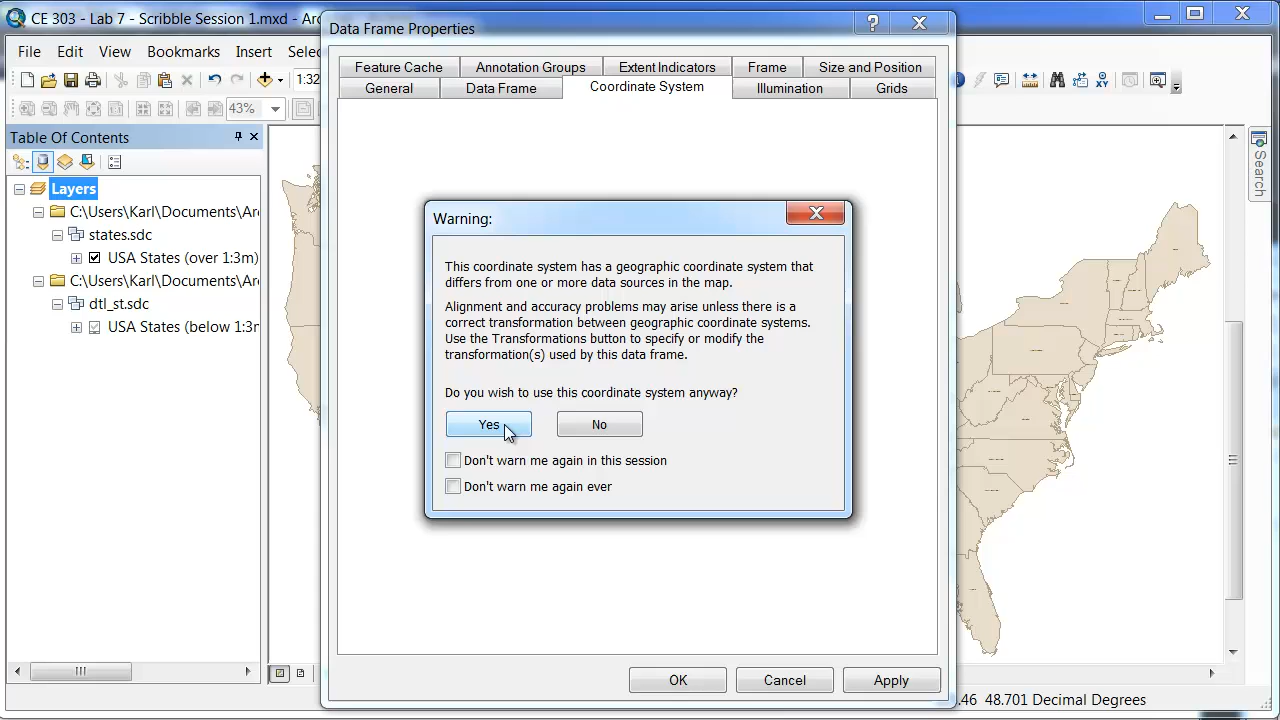 CE 303 - Lab 7 - Scribble Session 1.mxd - Ar
Data Frame Properties
File Edit View Bookmarks Insert Selec
Feature Cache Annotation Groups Extent Indicators Frame Size and Position
1:32
General Data Frame Coordinate System Illumination Grids
43%
Table Of Contents
Search
Layers
C:\Users\Karl\Documents\Arc
states.sdc
USA States (over 1:3m)
C:\Users\Karl\Documents\Arc
dtl_st.sdc
USA States (below 1:3m
Warning:
This coordinate system has a geographic coordinate system that
differs from one or more data sources in the map.
Alignment and accuracy problems may arise unless there is a
correct transformation between geographic coordinate systems.
Use the Transformations button to specify or modify the
transformation(s) used by this data frame.
Do you wish to use this coordinate system anyway?
Yes No
Don't warn me again in this session
Don't warn me again ever
OK Cancel Apply
.46 48.701 Decimal Degrees